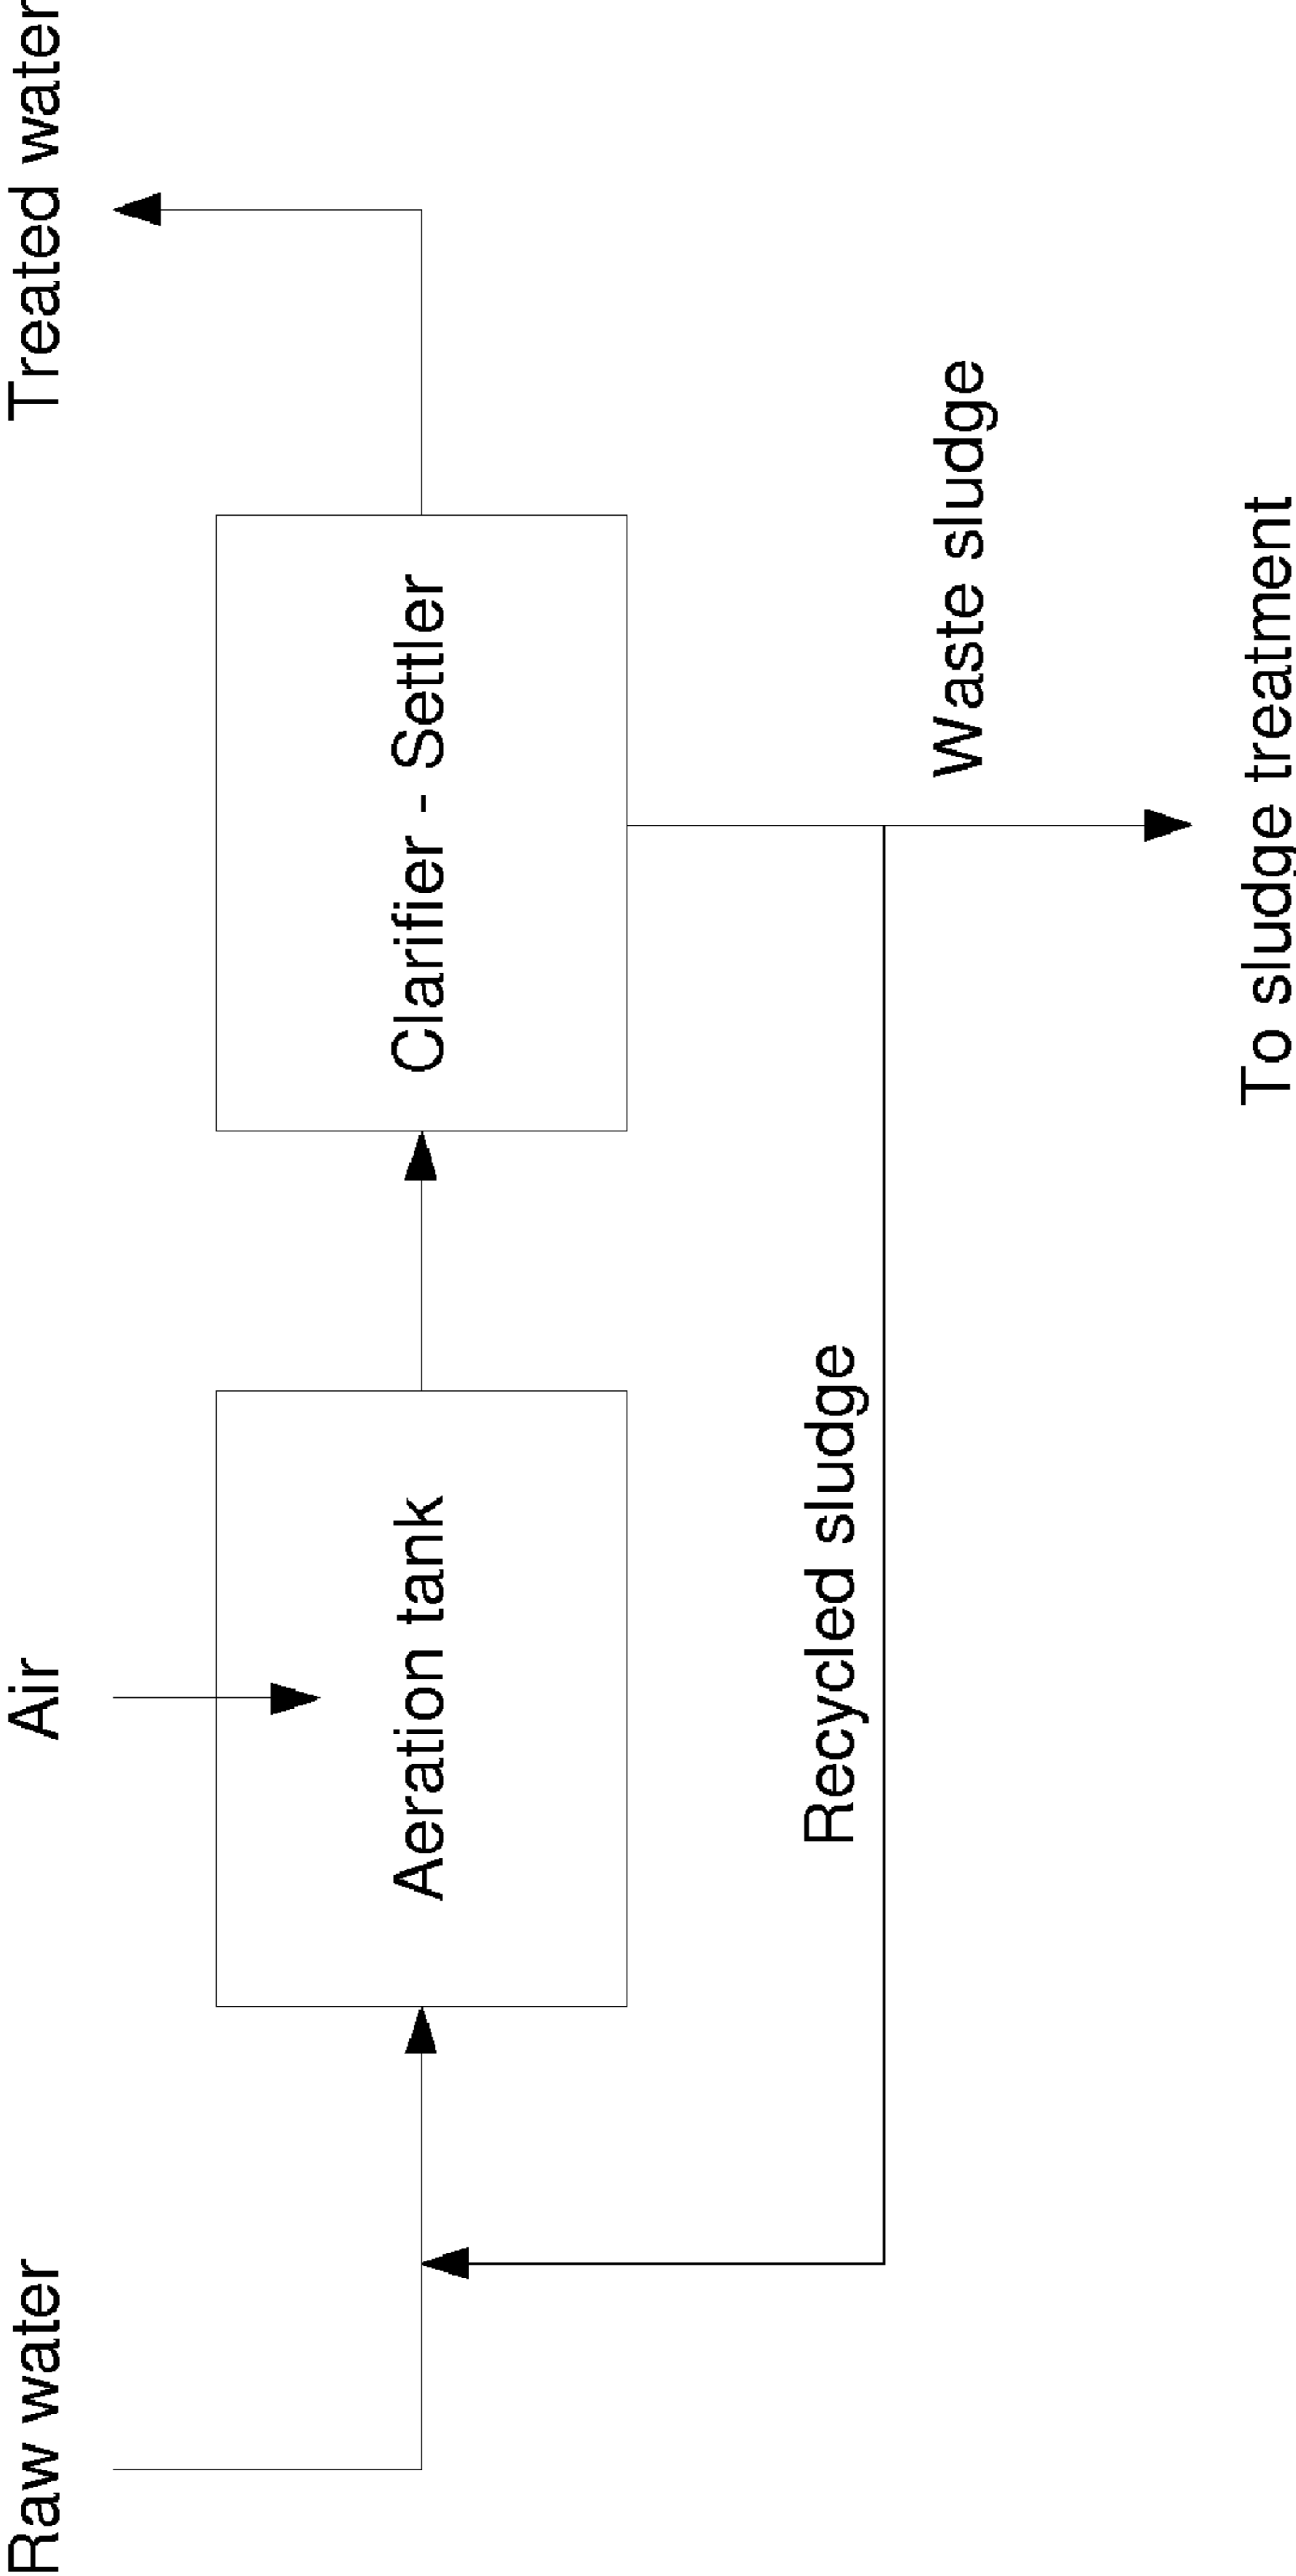 Raw water
Air
Treated water
Aeration tank
Clarifier - Settler
Recycled sludge
Waste sludge
To sludge treatment